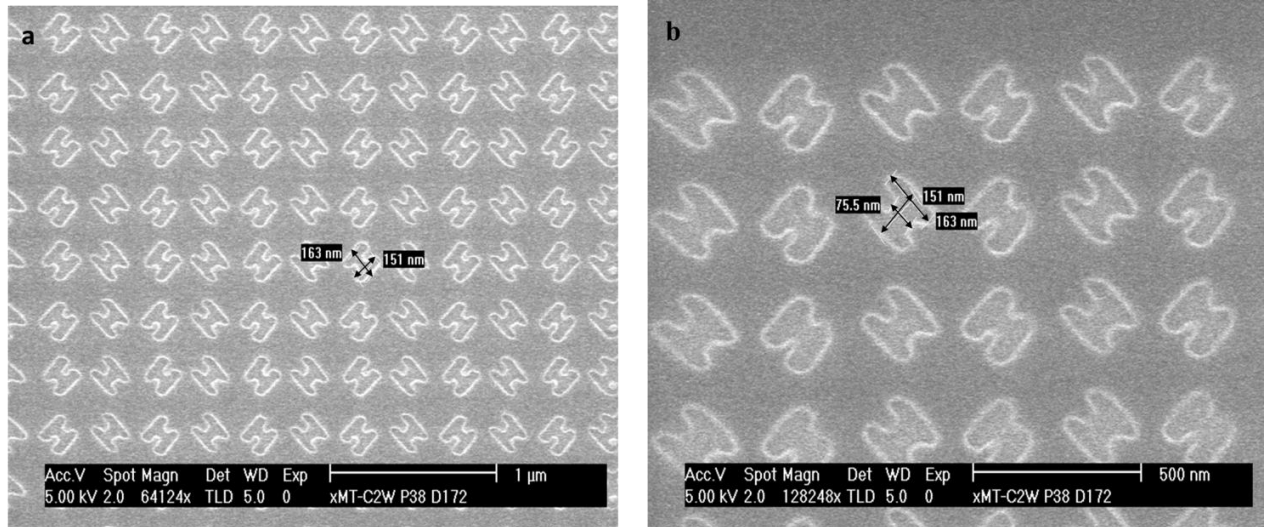 a
163 nm
151 nm
Acc.V Spot Magn Det WD Exp 1 µm
5.00 kV 2.0 64124x TLD 5.0 0 xMT-C2W P38 D172
b
151 nm
75.5 nm
163 nm
Acc.V Spot Magn Det WD Exp 500 nm
5.00 kV 2.0 128248x TLD 5.0 0 xMT-C2W P38 D172